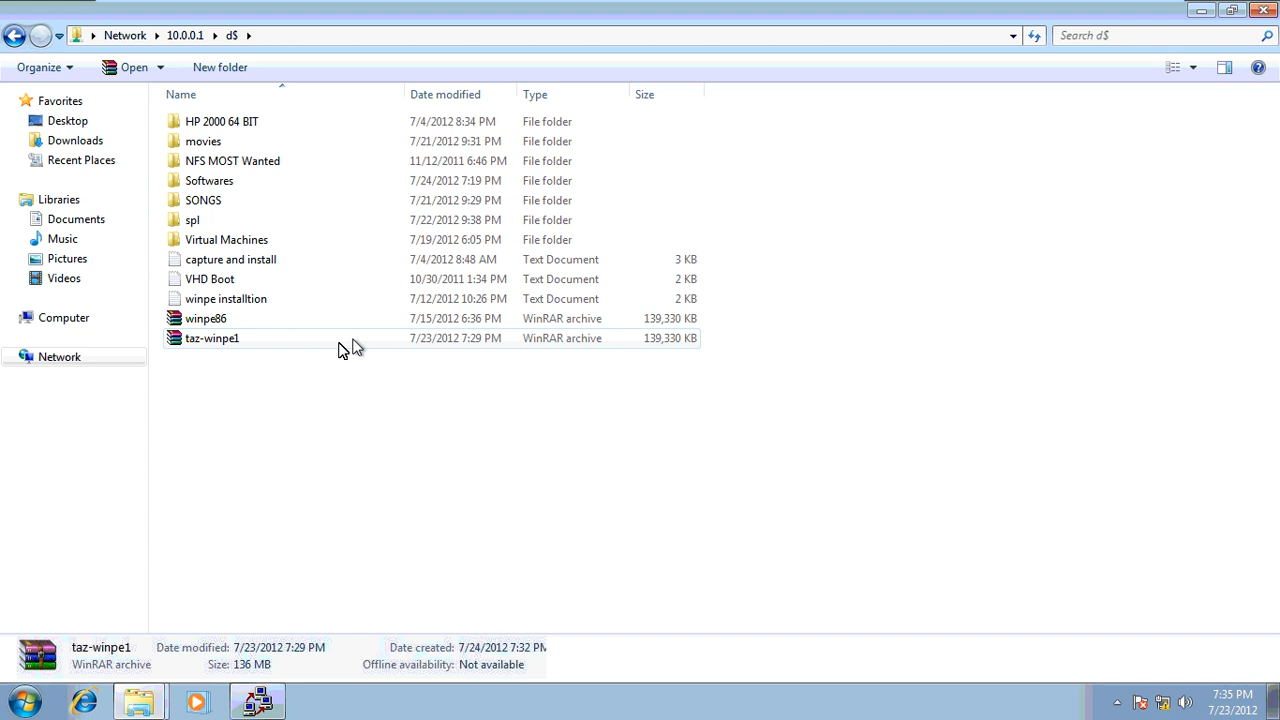 Network 10.0.0.1 d$ Search d$
Organize Open New folder
Name Date modified Type Size
Favorites
Desktop
Downloads
Recent Places
Libraries
Documents
Music
Pictures
Videos
Computer
Network
HP 2000 64 BIT 7/4/2012 8:34 PM File folder
movies 7/21/2012 9:31 PM File folder
NFS MOST Wanted 11/12/2011 6:46 PM File folder
Softwares 7/24/2012 7:19 PM File folder
SONGS 7/21/2012 9:29 PM File folder
spl 7/22/2012 9:38 PM File folder
Virtual Machines 7/19/2012 6:05 PM File folder
capture and install 7/4/2012 8:48 AM Text Document 3 KB
VHD Boot 10/30/2011 1:34 PM Text Document 2 KB
winpe installtion 7/12/2012 10:26 PM Text Document 2 KB
winpe86 7/15/2012 6:36 PM WinRAR archive 139,330 KB
taz-winpe1 7/23/2012 7:29 PM WinRAR archive 139,330 KB
taz-winpe1 Date modified: 7/23/2012 7:29 PM Date created: 7/24/2012 7:32 PM
WinRAR archive Size: 136 MB Offline availability: Not available
7:35 PM
7/23/2012